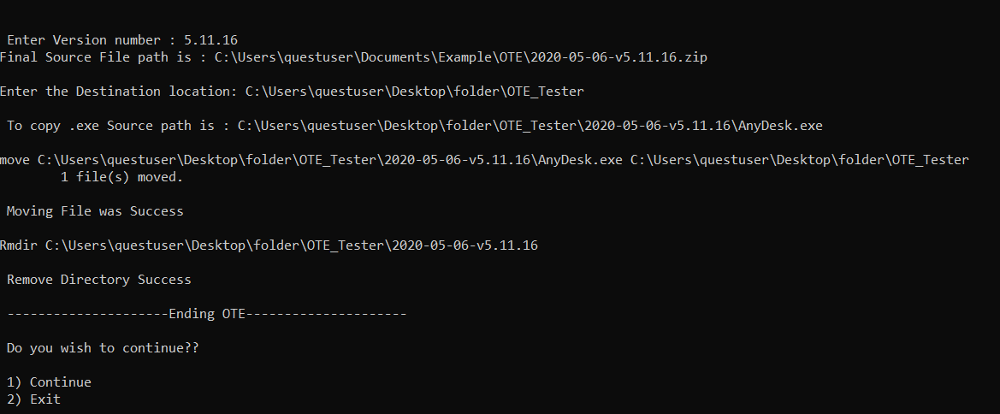 Enter Version number : 5.11.16
Final Source File path is : C:\Users\questuser\Documents\Example\OTE\2020-05-06-v5.11.16.zip
Enter the Destination location: C:\Users\questuser\Desktop\folder\OTE_Tester
To copy .exe Source path is : C:\Users\questuser\Desktop\folder\OTE_Tester\2020-05-06-v5.11.16\AnyDesk.exe
move C:\Users\questuser\Desktop\folder\OTE_Tester\2020-05-06-v5.11.16\AnyDesk.exe C:\Users\questuser\Desktop\folder\OTE_Tester
1 file(s) moved.
Moving File was Success
Rmdir C:\Users\questuser\Desktop\folder\OTE_Tester\2020-05-06-v5.11.16
Remove Directory Success
---------------------Ending OTE---------------------
Do you wish to continue??
1) Continue
2) Exit